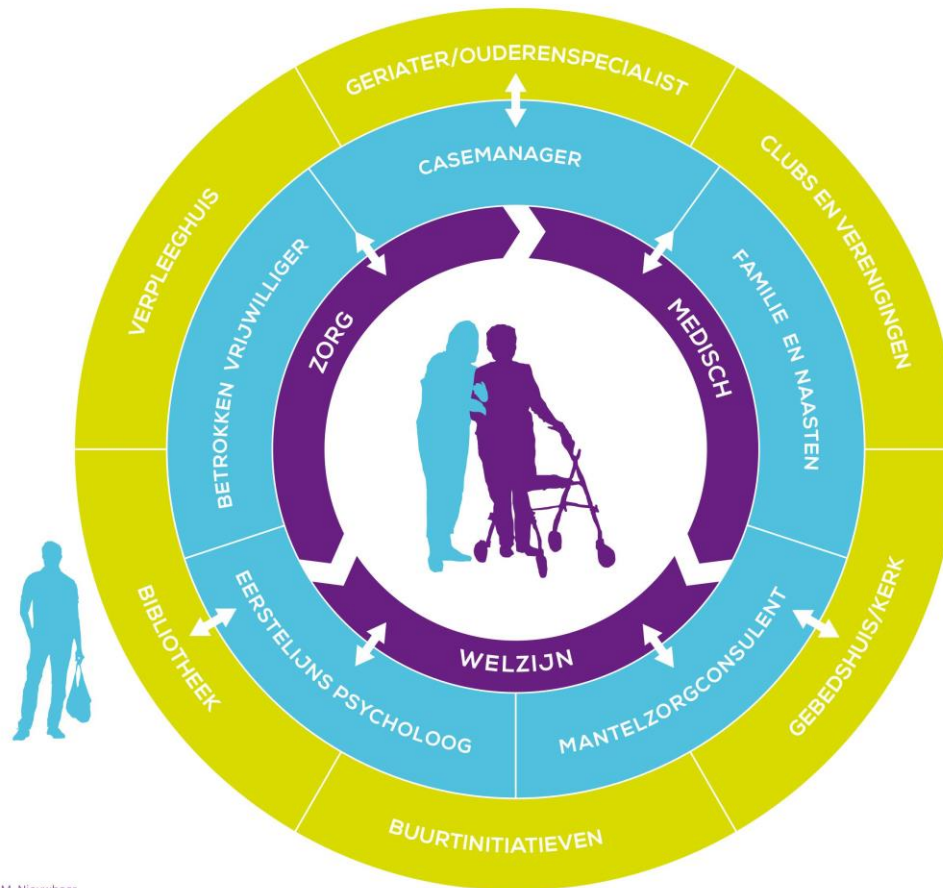 GERIATER/OUDERENSPECIALIST
CLUBS EN VERENIGINGEN
GEBEDSHUIS/KERK
BUURTINITIATIEVEN
BIBLIOTHEEK
VERPLEEGHUIS
CASEMANAGER
FAMILIE EN NAASTEN
MANTELZORGCONSULENT
EERSTELIJNS PSYCHOLOOG
BETROKKEN VRIJWILLIGER
ZORG
MEDISCH
WELZIJN